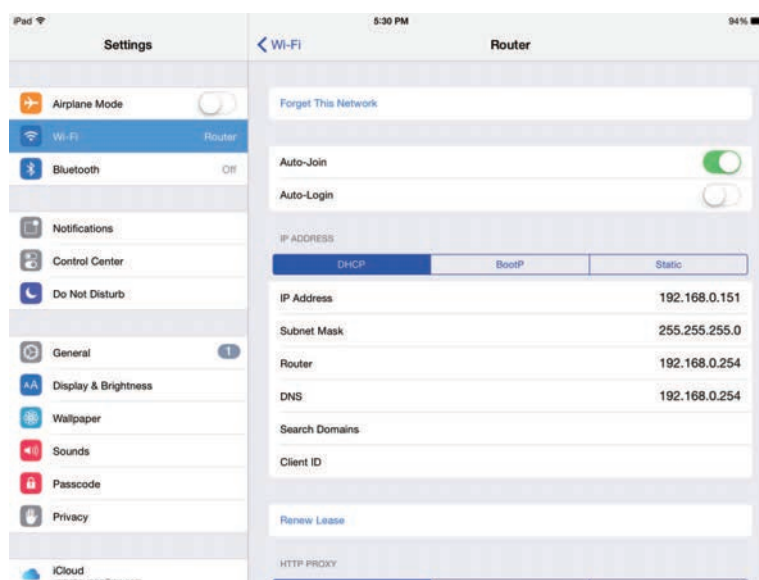 iPad 5:30 PM 94%
Settings
Airplane Mode
Wi-Fi Router
Bluetooth Off
Notifications
Control Center
Do Not Disturb
General 1
Display & Brightness
Wallpaper
Sounds
Passcode
Privacy
iCloud
Wi-Fi Router
Forget This Network
Auto-Join
Auto-Login
IP ADDRESS
DHCP BootP Static
IP Address 192.168.0.151
Subnet Mask 255.255.255.0
Router 192.168.0.254
DNS 192.168.0.254
Search Domains
Client ID
Renew Lease
HTTP PROXY